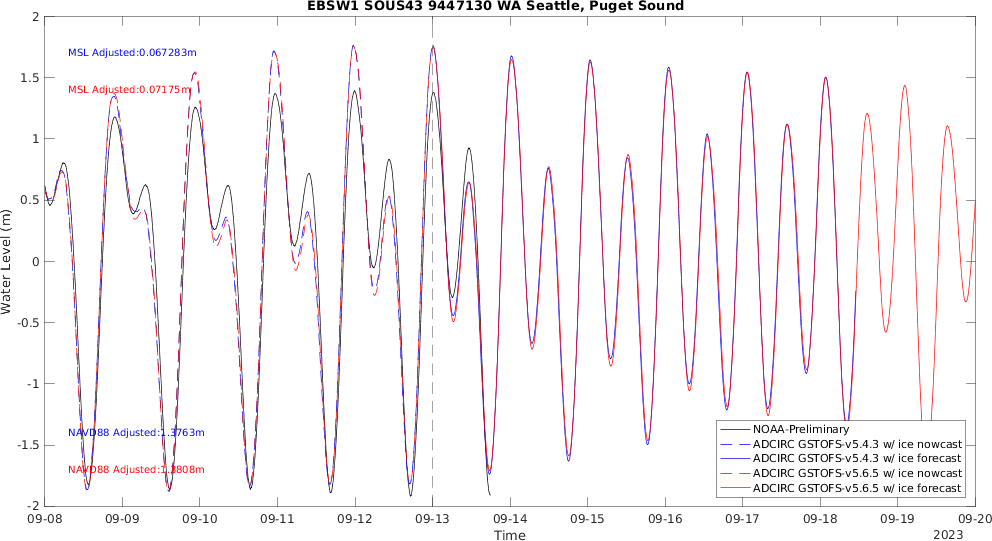 EBSW1 SOUS43 9447130 WA Seattle, Puget Sound
2
1.5
1
0.5
0
-0.5
-1
-1.5
-2
Water Level (m)
MSL Adjusted:0.067283m
MSL Adjusted:0.07175m
NAVD88 Adjusted:1.3763m
NAVD88 Adjusted:1.3808m
NOAA-Preliminary
ADCIRC GSTOFS-v5.4.3 w/ ice nowcast
ADCIRC GSTOFS-v5.4.3 w/ ice forecast
ADCIRC GSTOFS-v5.6.5 w/ ice nowcast
ADCIRC GSTOFS-v5.6.5 w/ ice forecast
09-08 09-09 09-10 09-11 09-12 09-13 09-14 09-15 09-16 09-17 09-18 09-19 09-20
Time
2023